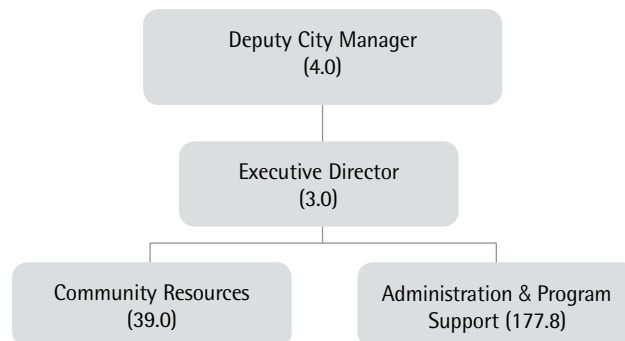 Deputy City Manager
(4.0)
Executive Director
(3.0)
Community Resources
(39.0)
Administration & Program
Support (177.8)